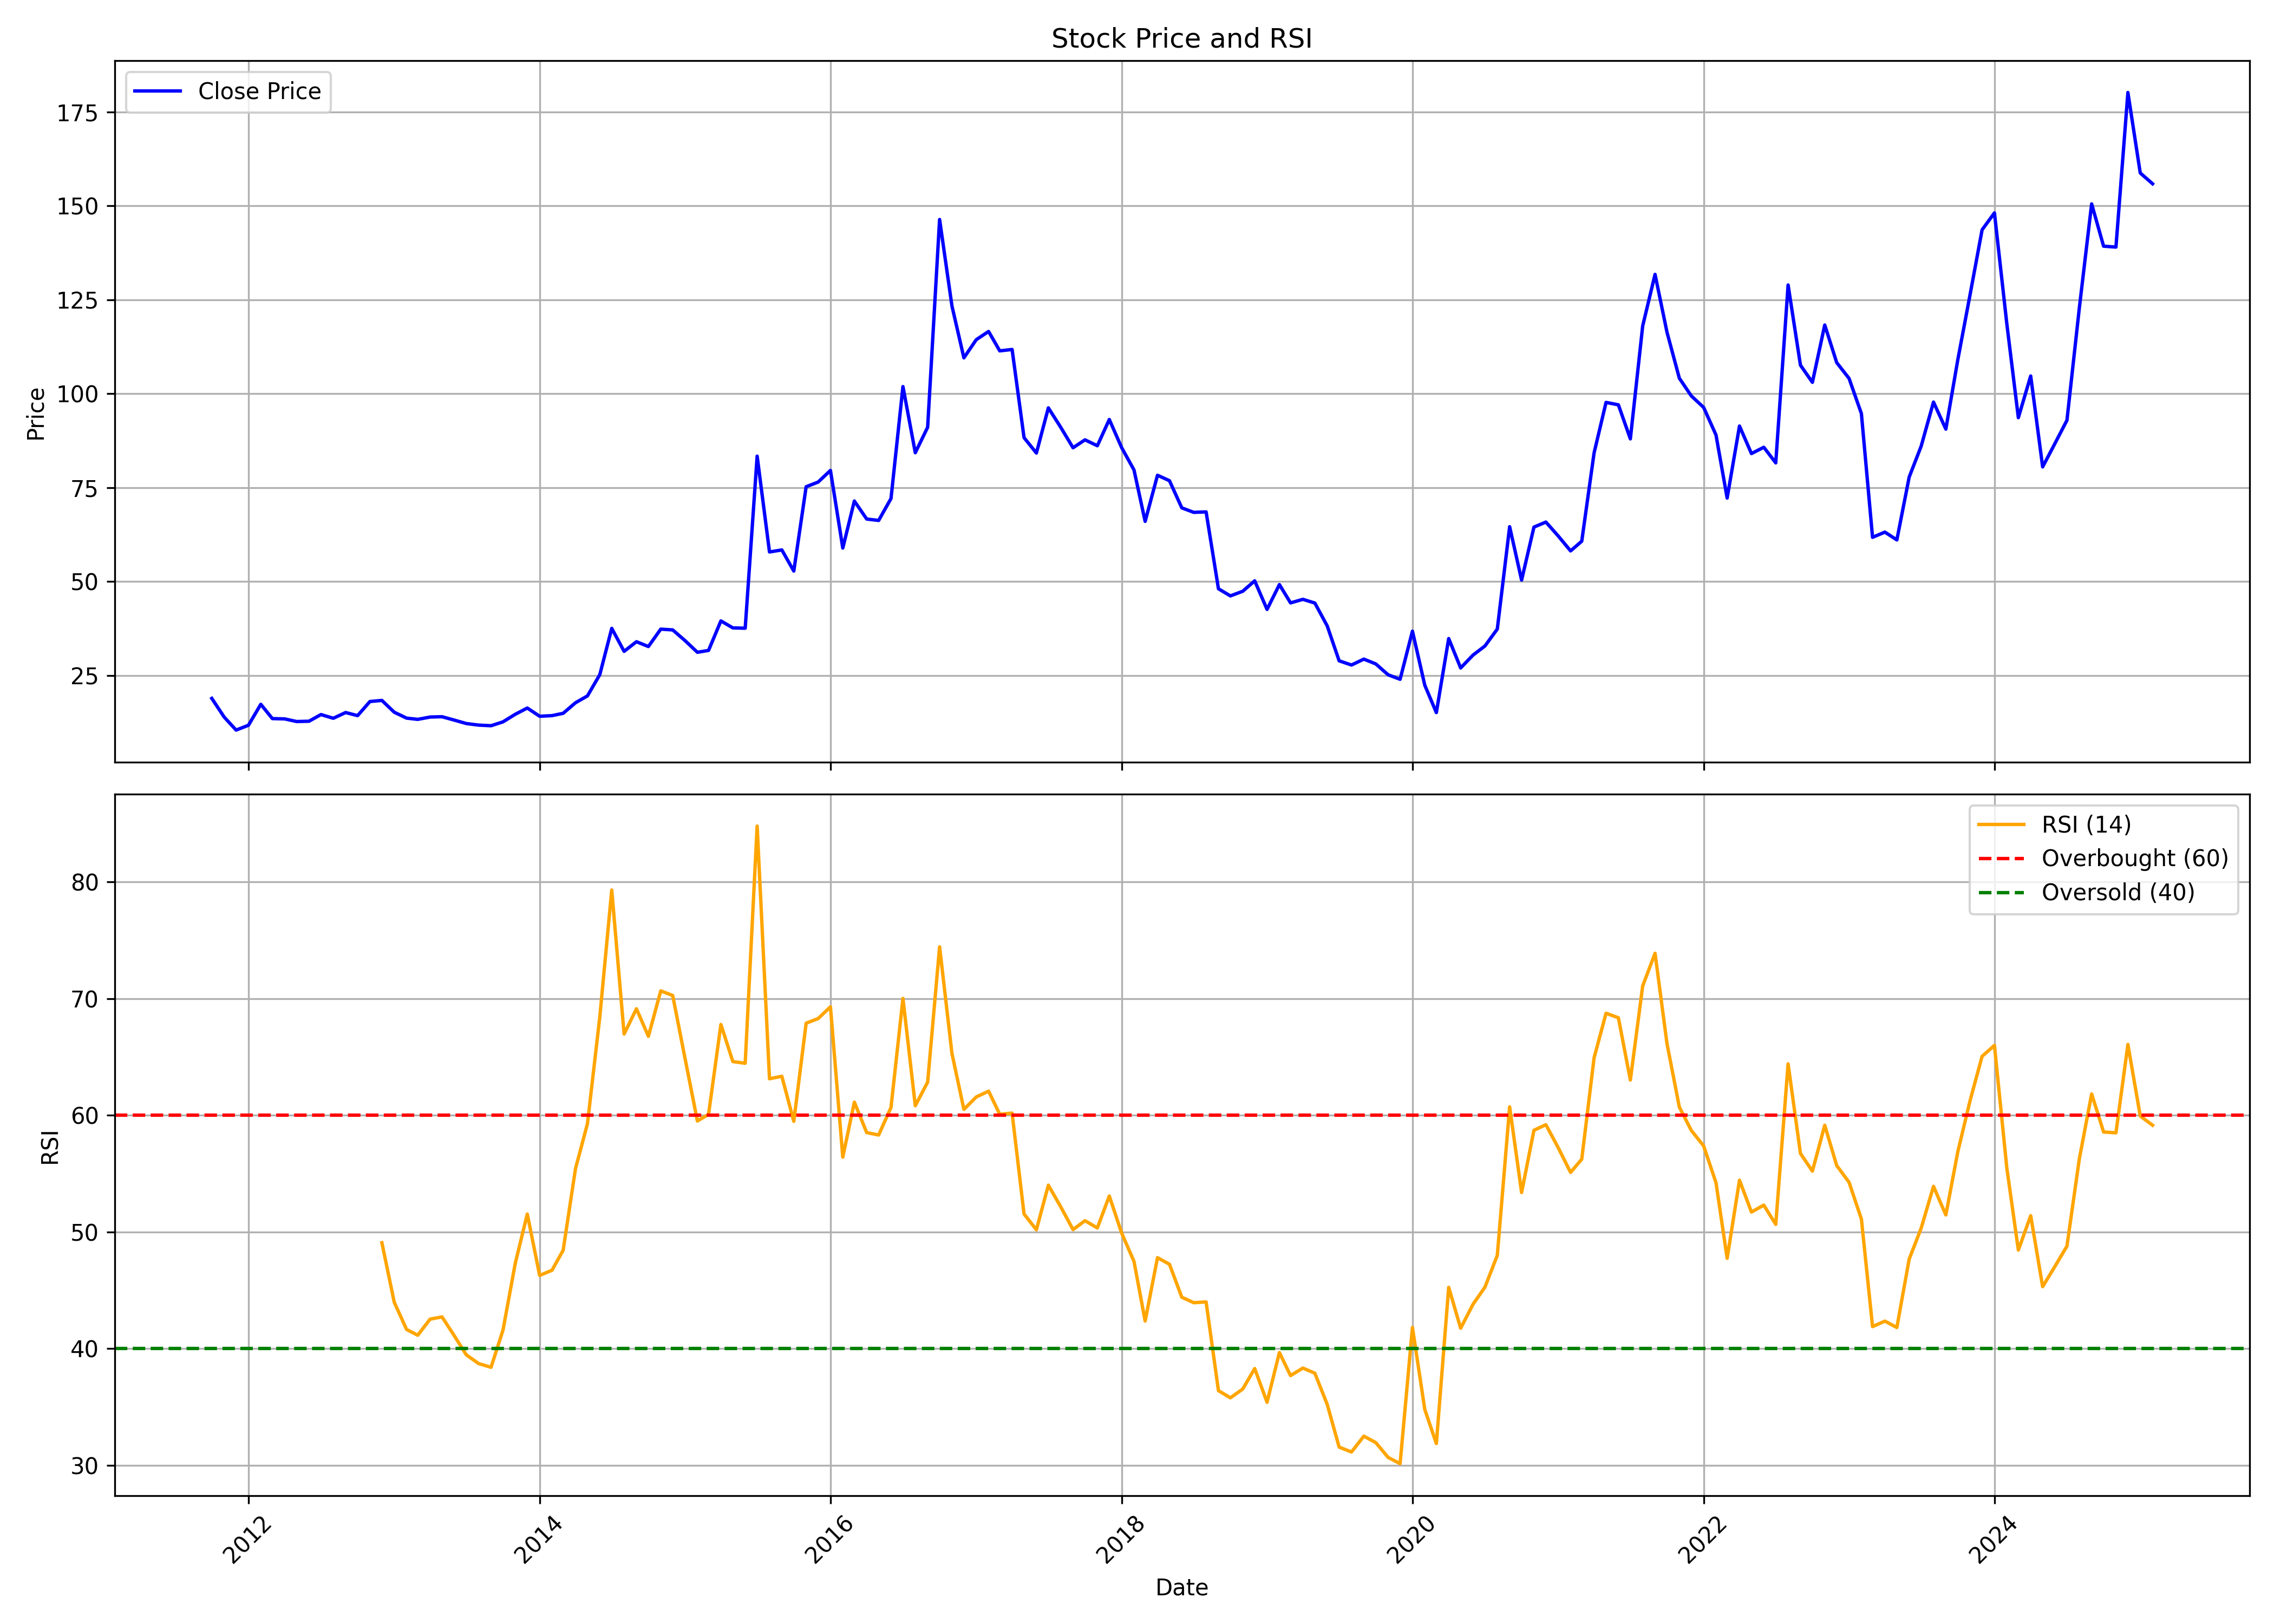 Stock Price and RSI
Close Price
175
150
125
100
75
50
25
Price
RSI (14)
Overbought (60)
Oversold (40)
80
70
60
50
40
30
RSI
2012
2014
2016
2018
2020
2022
2024
Date